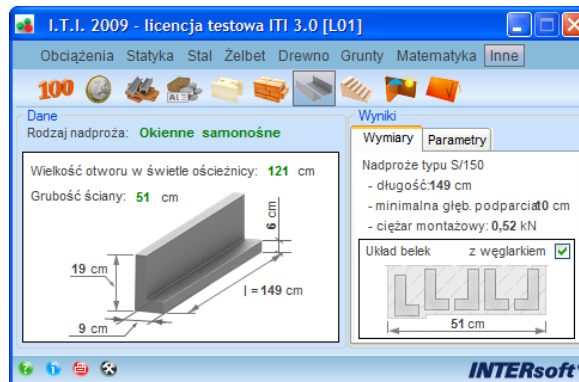 I.T.I. 2009 - licencja testowa ITI 3.0 [L01]
Obciążenia Statyka Stal Żelbet Drewno Grunty Matematyka Inne
100
Dane
Rodzaj nadproża: Okienne samonośne
Wielkość otworu w świetle ościeżnicy: 121 cm
Grubość ściany: 51 cm
6 cm
19 cm
l = 149 cm
9 cm
Wyniki
Wymiary Parametry
Nadproże typu S/150
- długość:149 cm
- minimalna głęb. podparcia:10 cm
- ciężar montażowy: 0,52 kN
Układ belek z węglarkiem
51 cm
INTERsoft